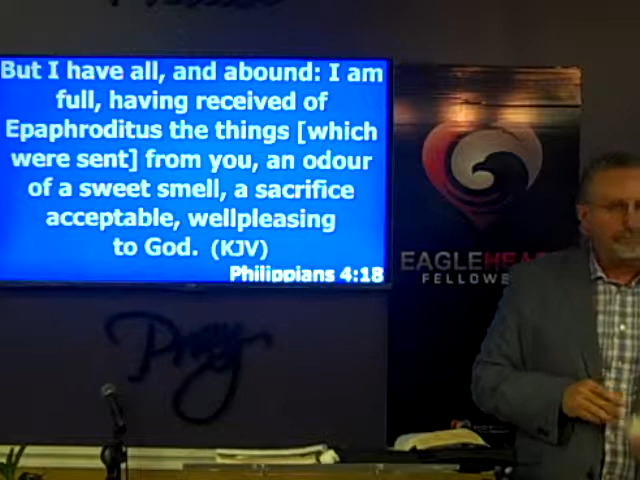 But I have all, and abound: I am
full, having received of
Epaphroditus the things [which
were sent] from you, an odour
of a sweet smell, a sacrifice
acceptable, wellpleasing
to God. (KJV)
Philippians 4:18
EAGLE
FELLOW
Pray